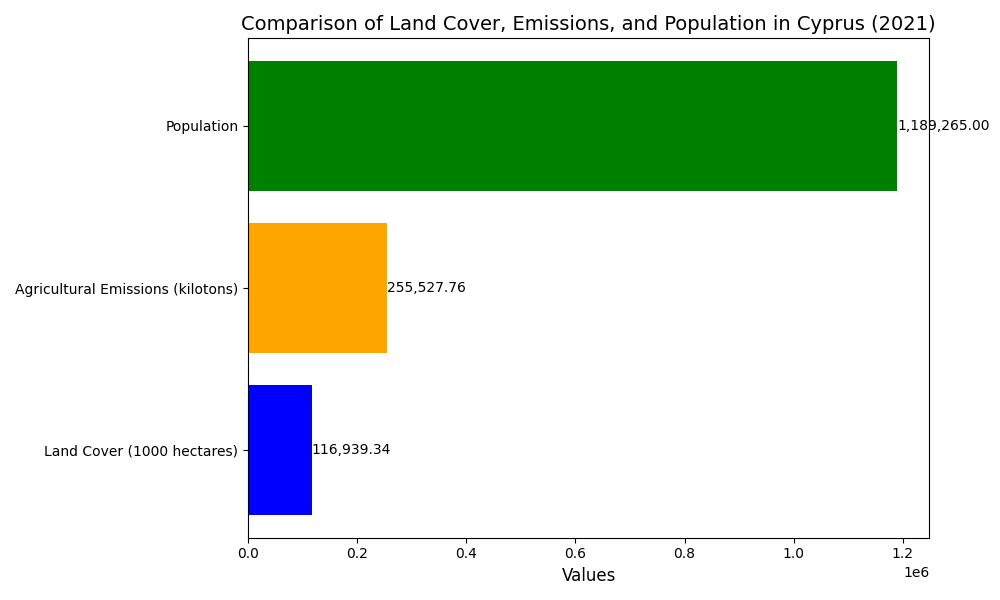 Comparison of Land Cover, Emissions, and Population in Cyprus (2021)
Population
1,189,265.00
Agricultural Emissions (kilotons)
255,527.76
Land Cover (1000 hectares)
116,939.34
0.0 0.2 0.4 0.6 0.8 1.0 1.2
1e6
Values